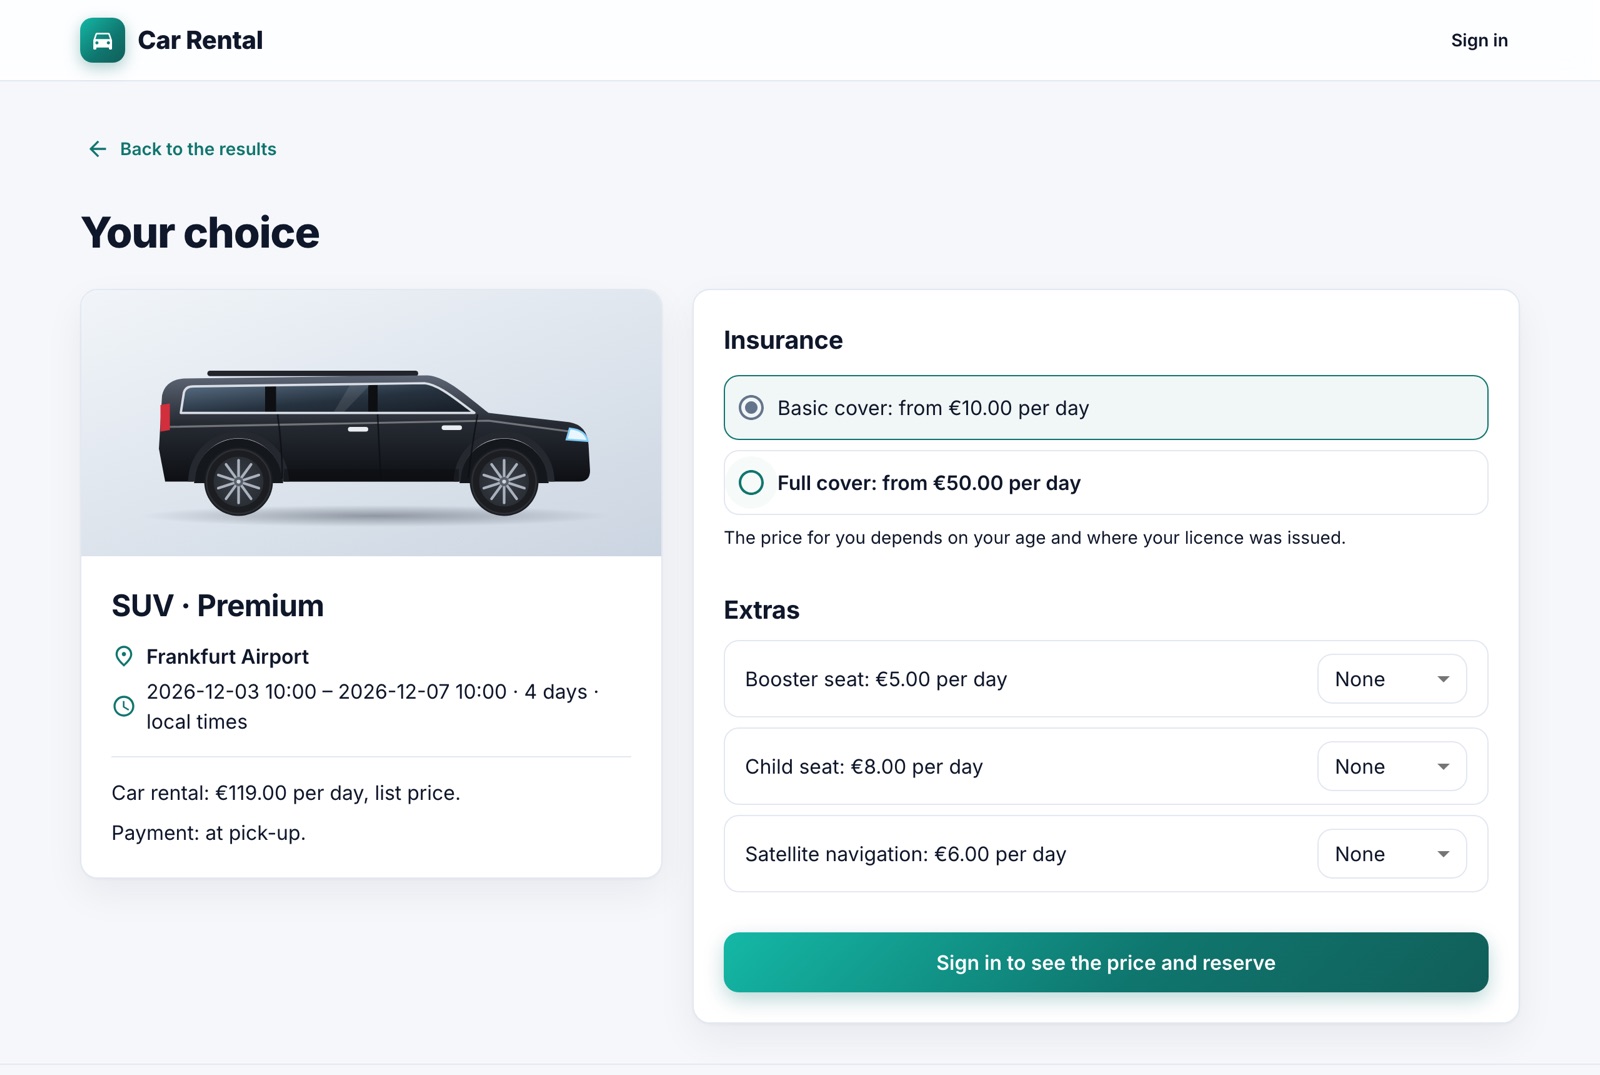 Car Rental
Sign in
Back to the results
Your choice
SUV · Premium
Frankfurt Airport
2026-12-03 10:00 – 2026-12-07 10:00 · 4 days ·
local times
Car rental: €119.00 per day, list price.
Payment: at pick-up.
Insurance
Basic cover: from €10.00 per day
Full cover: from €50.00 per day
The price for you depends on your age and where your licence was issued.
Extras
Booster seat: €5.00 per day
None
Child seat: €8.00 per day
None
Satellite navigation: €6.00 per day
None
Sign in to see the price and reserve